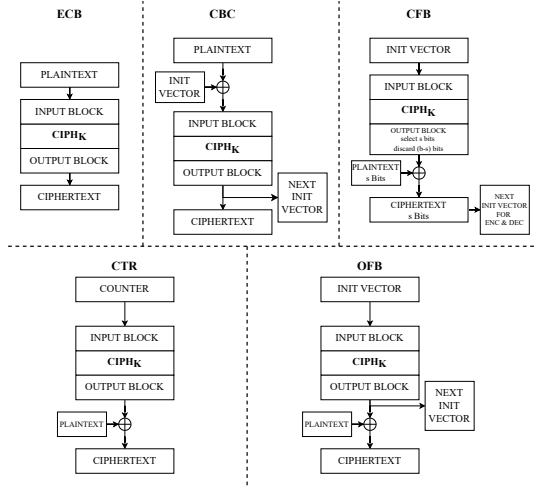 ECB
PLAINTEXT
INPUT BLOCK
CIPHK
OUTPUT BLOCK
CIPHERTEXT
CBC
PLAINTEXT
INIT
VECTOR
INPUT BLOCK
CIPHK
OUTPUT BLOCK
NEXT
INIT
VECTOR
CIPHERTEXT
CFB
INIT VECTOR
INPUT BLOCK
CIPHK
OUTPUT BLOCK
select s bits
discard (b-s) bits
PLAINTEXT
s Bits
CIPHERTEXT
s Bits
NEXT
INIT VECTOR
FOR
ENC & DEC
CTR
COUNTER
INPUT BLOCK
CIPHK
OUTPUT BLOCK
PLAINTEXT
CIPHERTEXT
OFB
INIT VECTOR
INPUT BLOCK
CIPHK
OUTPUT BLOCK
NEXT
INIT
VECTOR
PLAINTEXT
CIPHERTEXT